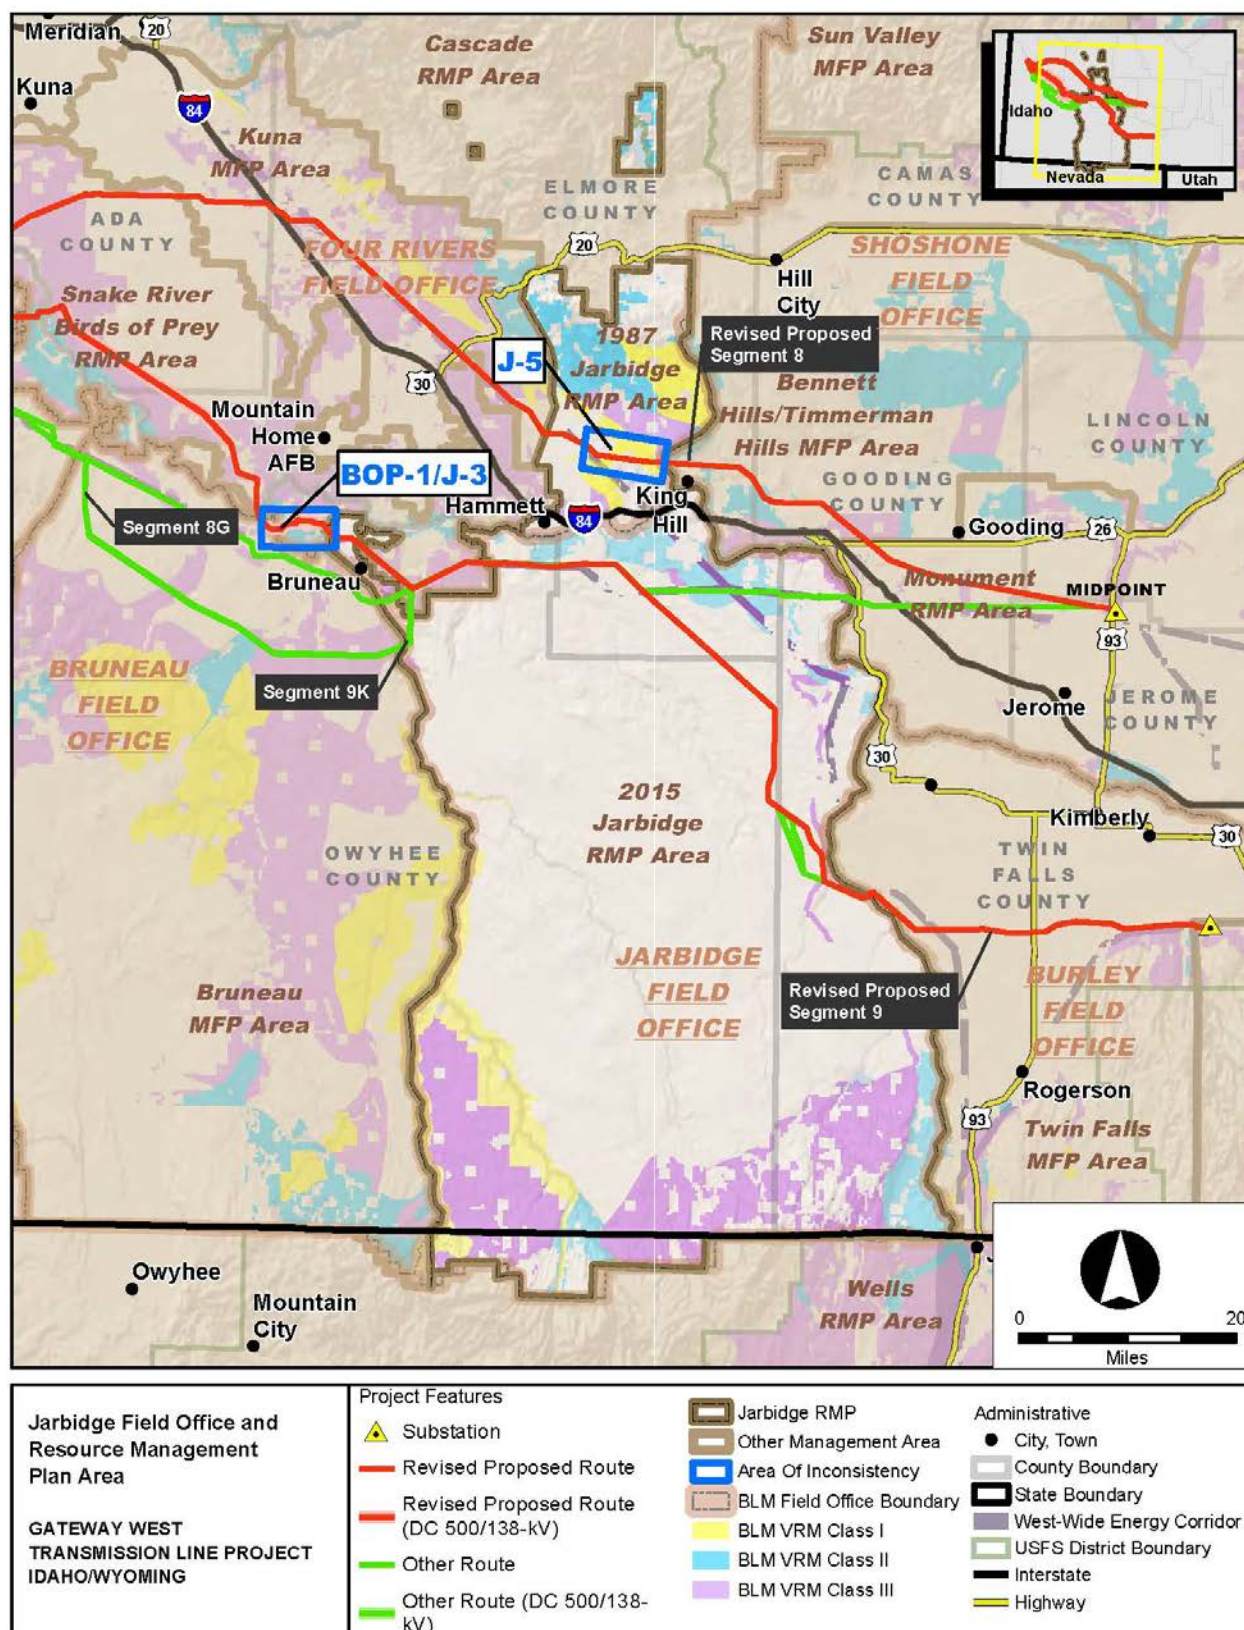 Meridian
20
Cascade
RMP Area
Sun Valley
MFP Area
Kuna
84
Kuna
MFP Area
Idaho
Nevada
Utah
ELMORE
COUNTY
CAMAS
COUNTY
ADA
COUNTY
FOUR RIVERS
FIELD OFFICE
20
SHOSHONE
FIELD
OFFICE
Hill
City
Snake River
Birds of Prey
RMP Area
1987
Jarbidge
RMP Area
Revised Proposed
Segment 8
J-5
30
Bennett
Hills/Timmerman
Hills MFP Area
LINCOLN
COUNTY
Mountain
Home
AFB
BOP-1/J-3
Hammett
84
King
Hill
GOODING
COUNTY
Gooding
26
Segment 8G
Bruneau
Monument
RMP Area
MIDPOINT
93
BRUNEAU
FIELD
OFFICE
Segment 9K
Jerome
JEROME
COUNTY
30
2015
Jarbidge
RMP Area
Kimberly
30
OWYHEE
COUNTY
TWIN
FALLS
COUNTY
JARBIDGE
FIELD
OFFICE
Revised Proposed
Segment 9
BURLEY
FIELD
OFFICE
Bruneau
MFP Area
Rogerson
93
Twin Falls
MFP Area
Owyhee
Mountain
City
Wells
RMP Area
0 20
Miles
Jarbidge Field Office and
Resource Management
Plan Area
GATEWAY WEST
TRANSMISSION LINE PROJECT
IDAHO/WYOMING
Project Features
Substation
Revised Proposed Route
Revised Proposed Route
(DC 500/138-kV)
Other Route
Other Route (DC 500/138-
kV)
Jarbidge RMP
Other Management Area
Area Of Inconsistency
BLM Field Office Boundary
BLM VRM Class I
BLM VRM Class II
BLM VRM Class III
Administrative
City, Town
County Boundary
State Boundary
West-Wide Energy Corridor
USFS District Boundary
Interstate
Highway